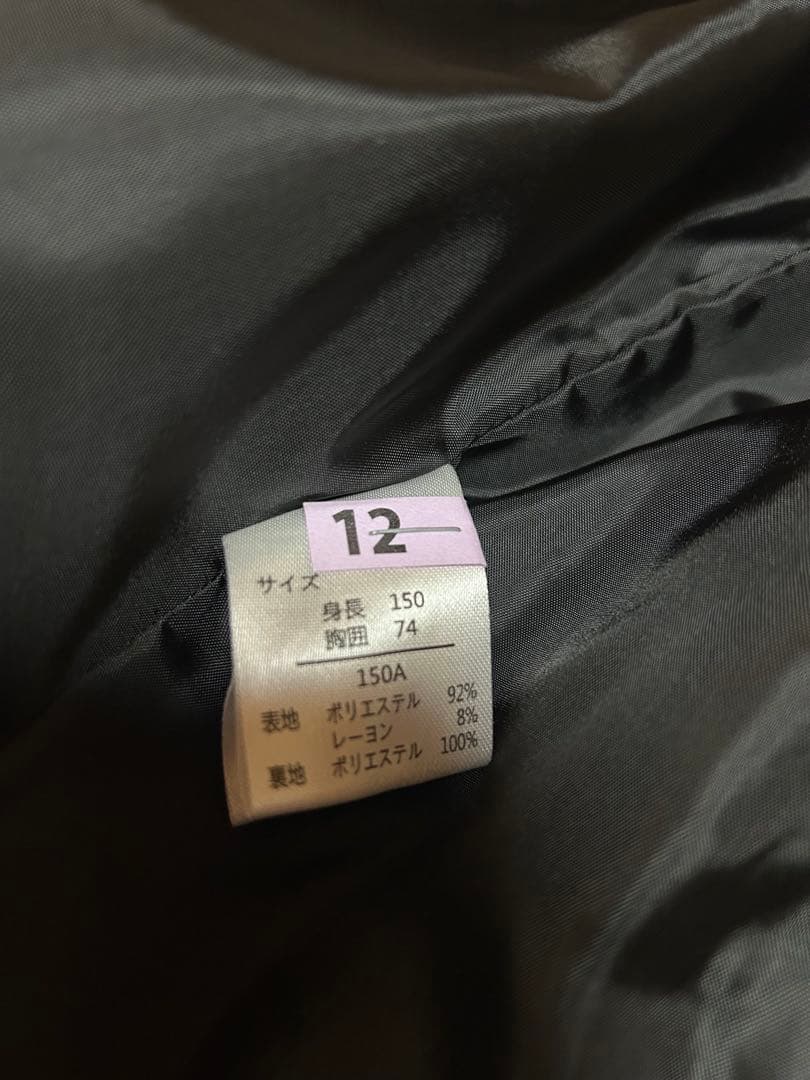 12
サイズ
身長 150
胸囲 74
150A
表地 ポリエステル 92%
レーヨン 8%
裏地 ポリエステル 100%